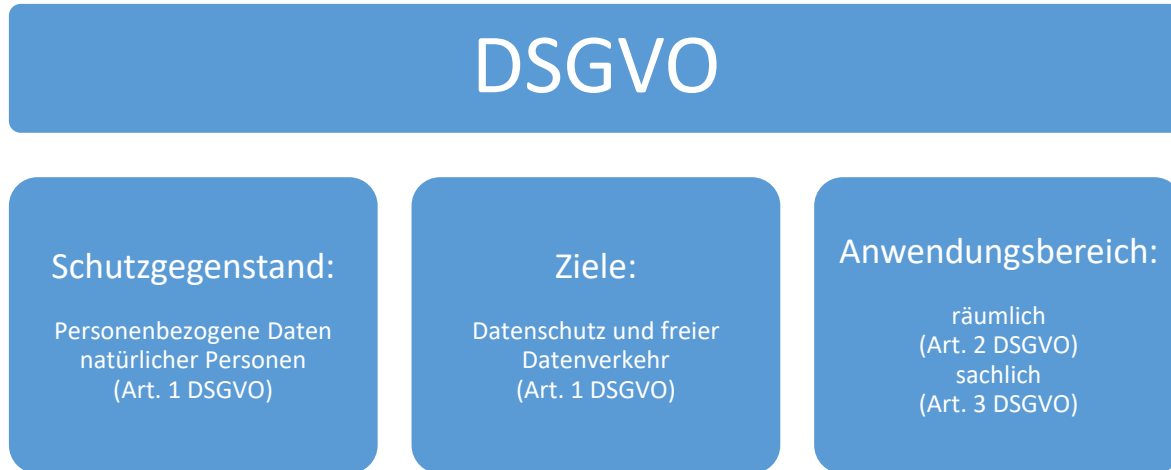 DSGVO
Schutzgegenstand:
Personenbezogene Daten
natürlicher Personen
(Art. 1 DSGVO)
Ziele:
Datenschutz und freier
Datenverkehr
(Art. 1 DSGVO)
Anwendungsbereich:
räumlich
(Art. 2 DSGVO)
sachlich
(Art. 3 DSGVO)